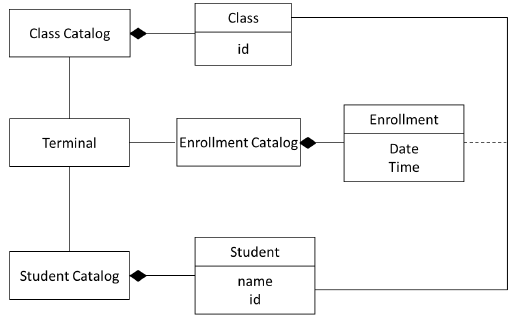 Class Catalog
Class
id
Terminal
Enrollment Catalog
Enrollment
Date
Time
Student Catalog
Student
name
id